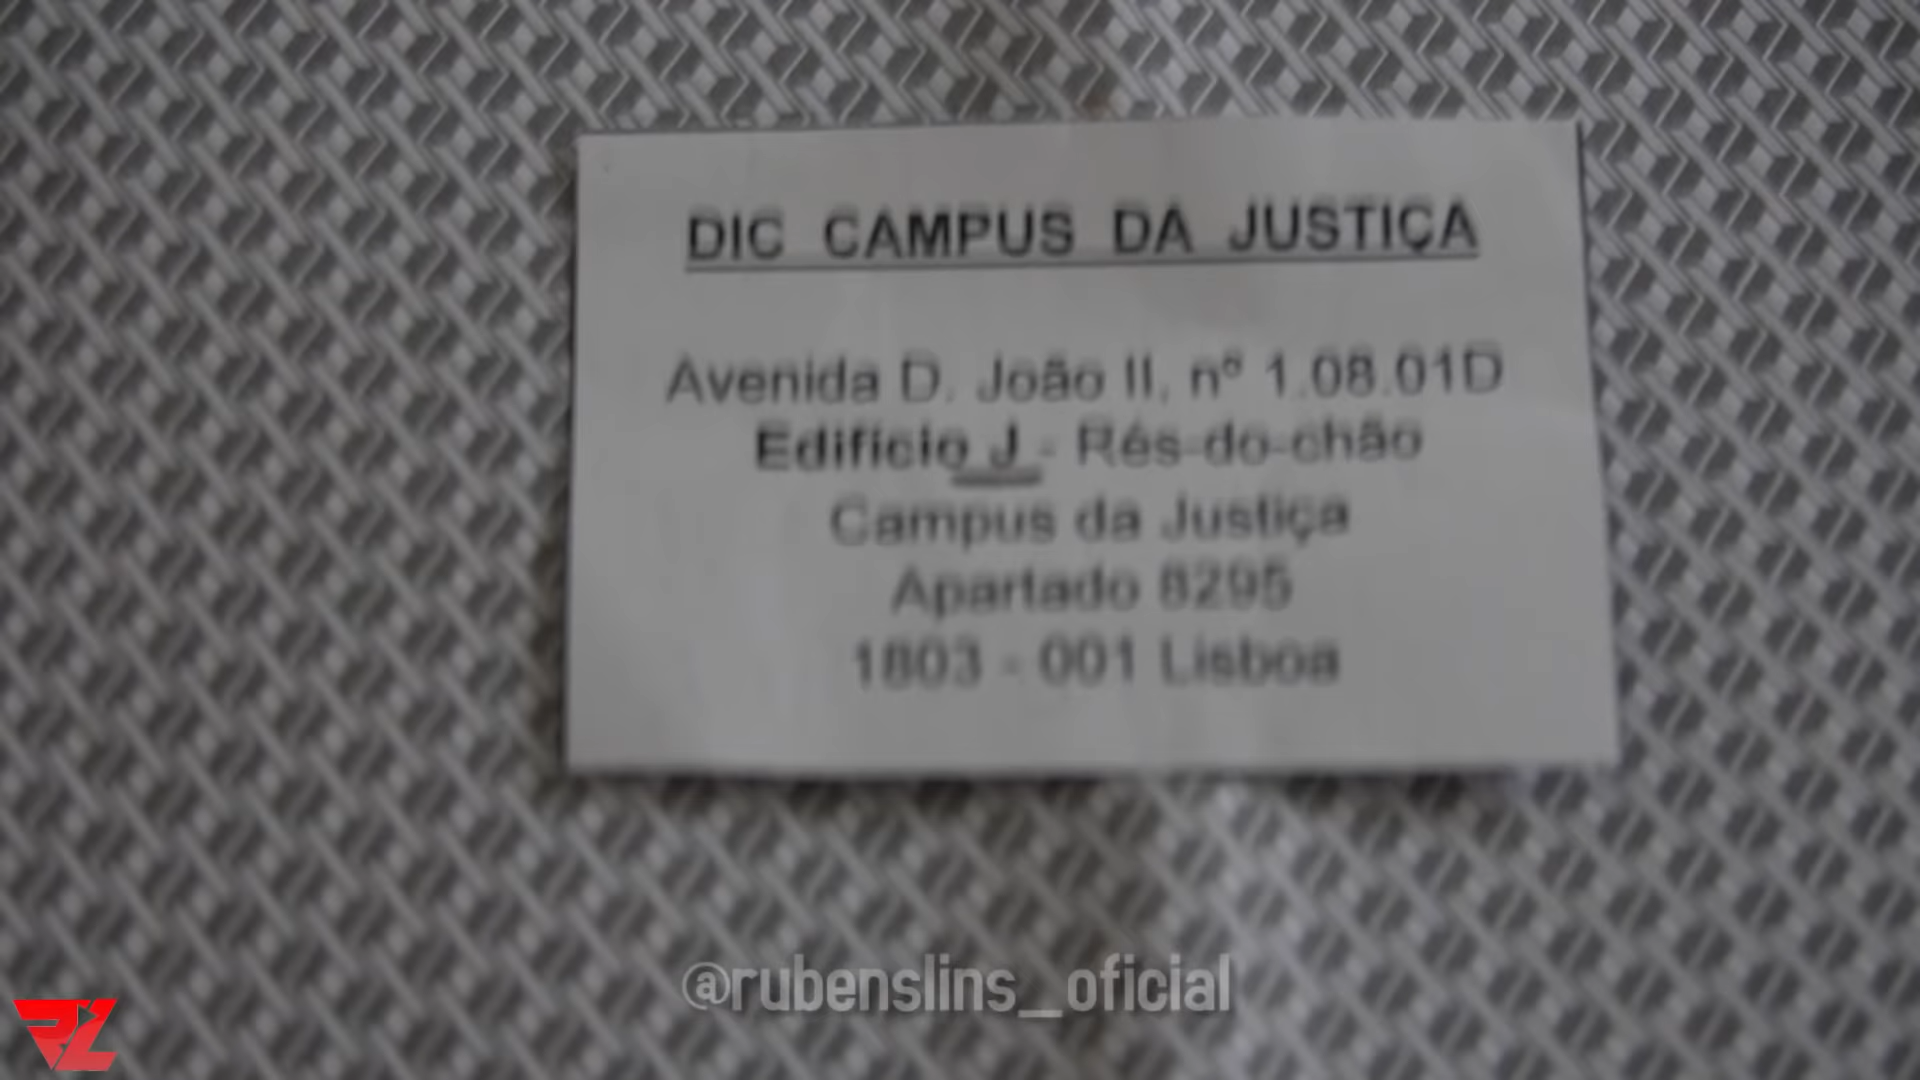 DIC CAMPUS DA JUSTIÇA
Avenida D. João II, nº 1.08.01D
Edifício J - Rés-do-chão
Campus da Justiça
Apartado 8295
1803 - 001 Lisboa
@rubenslins_oficial
RL